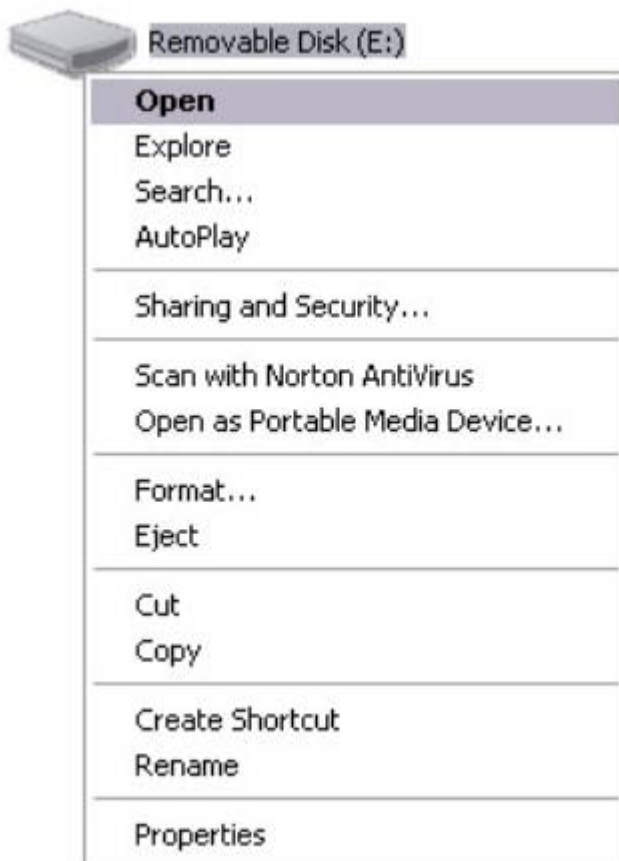 Removable Disk (E:)
Open
Explore
Search...
AutoPlay
Sharing and Security...
Scan with Norton AntiVirus
Open as Portable Media Device...
Format...
Eject
Cut
Copy
Create Shortcut
Rename
Properties